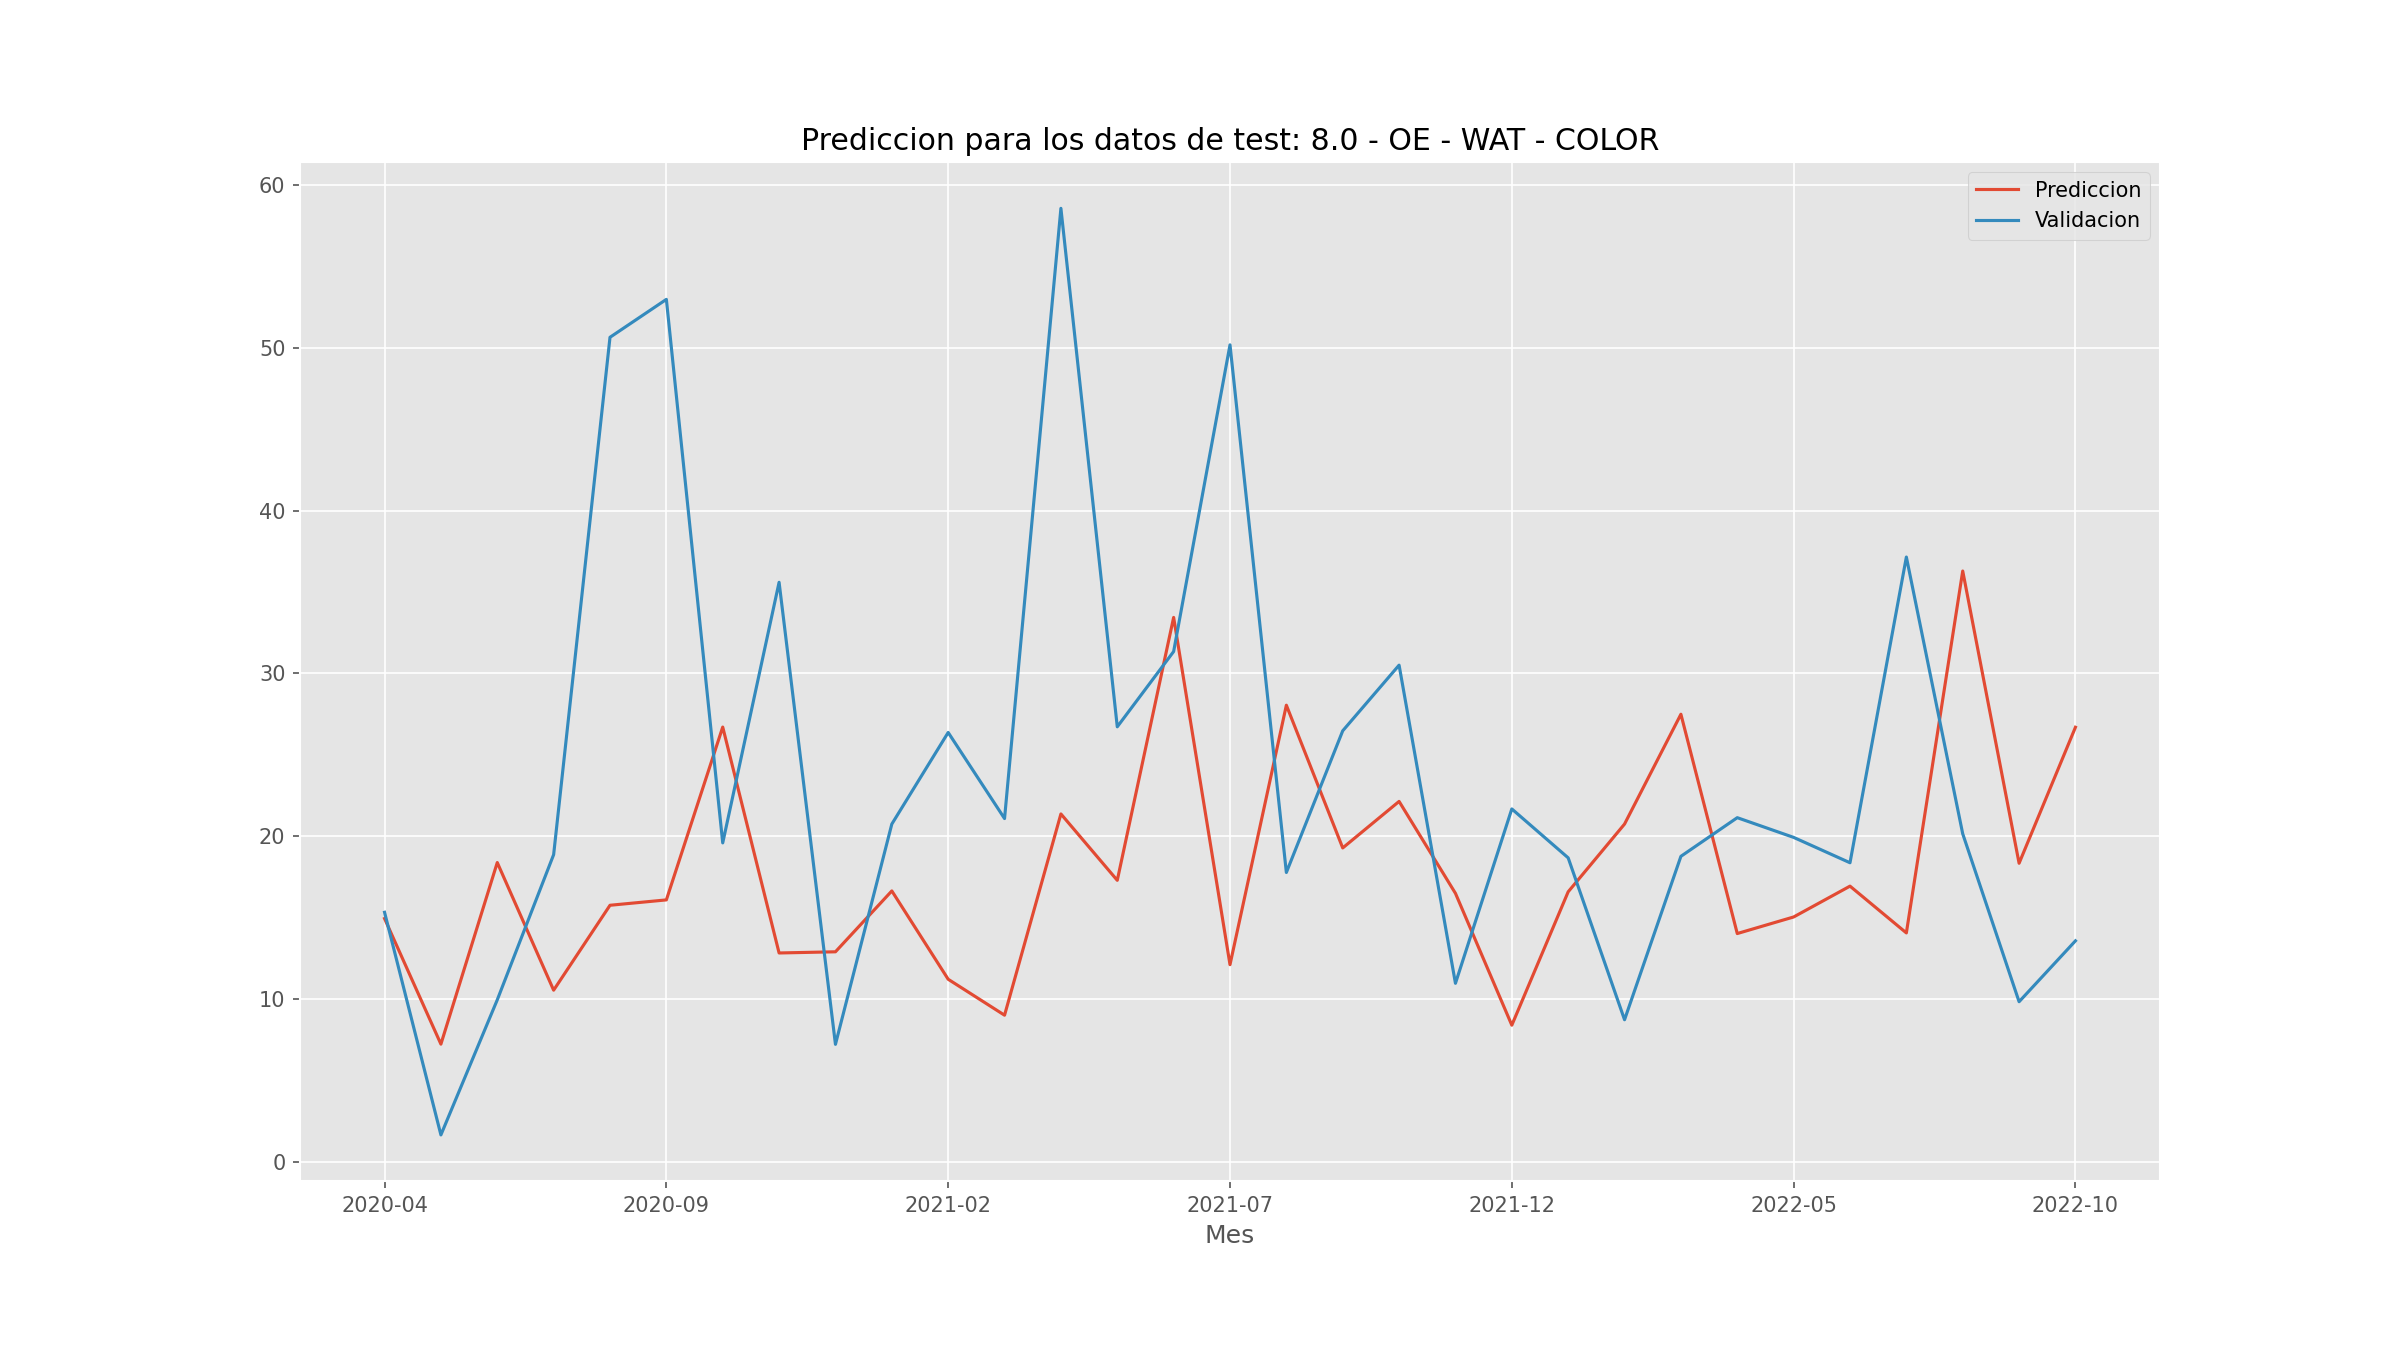 Prediccion para los datos de test: 8.0 - OE - WAT - COLOR
Prediccion
Validacion
60
50
40
30
20
10
0
2020-04 2020-09 2021-02 2021-07 2021-12 2022-05 2022-10
Mes